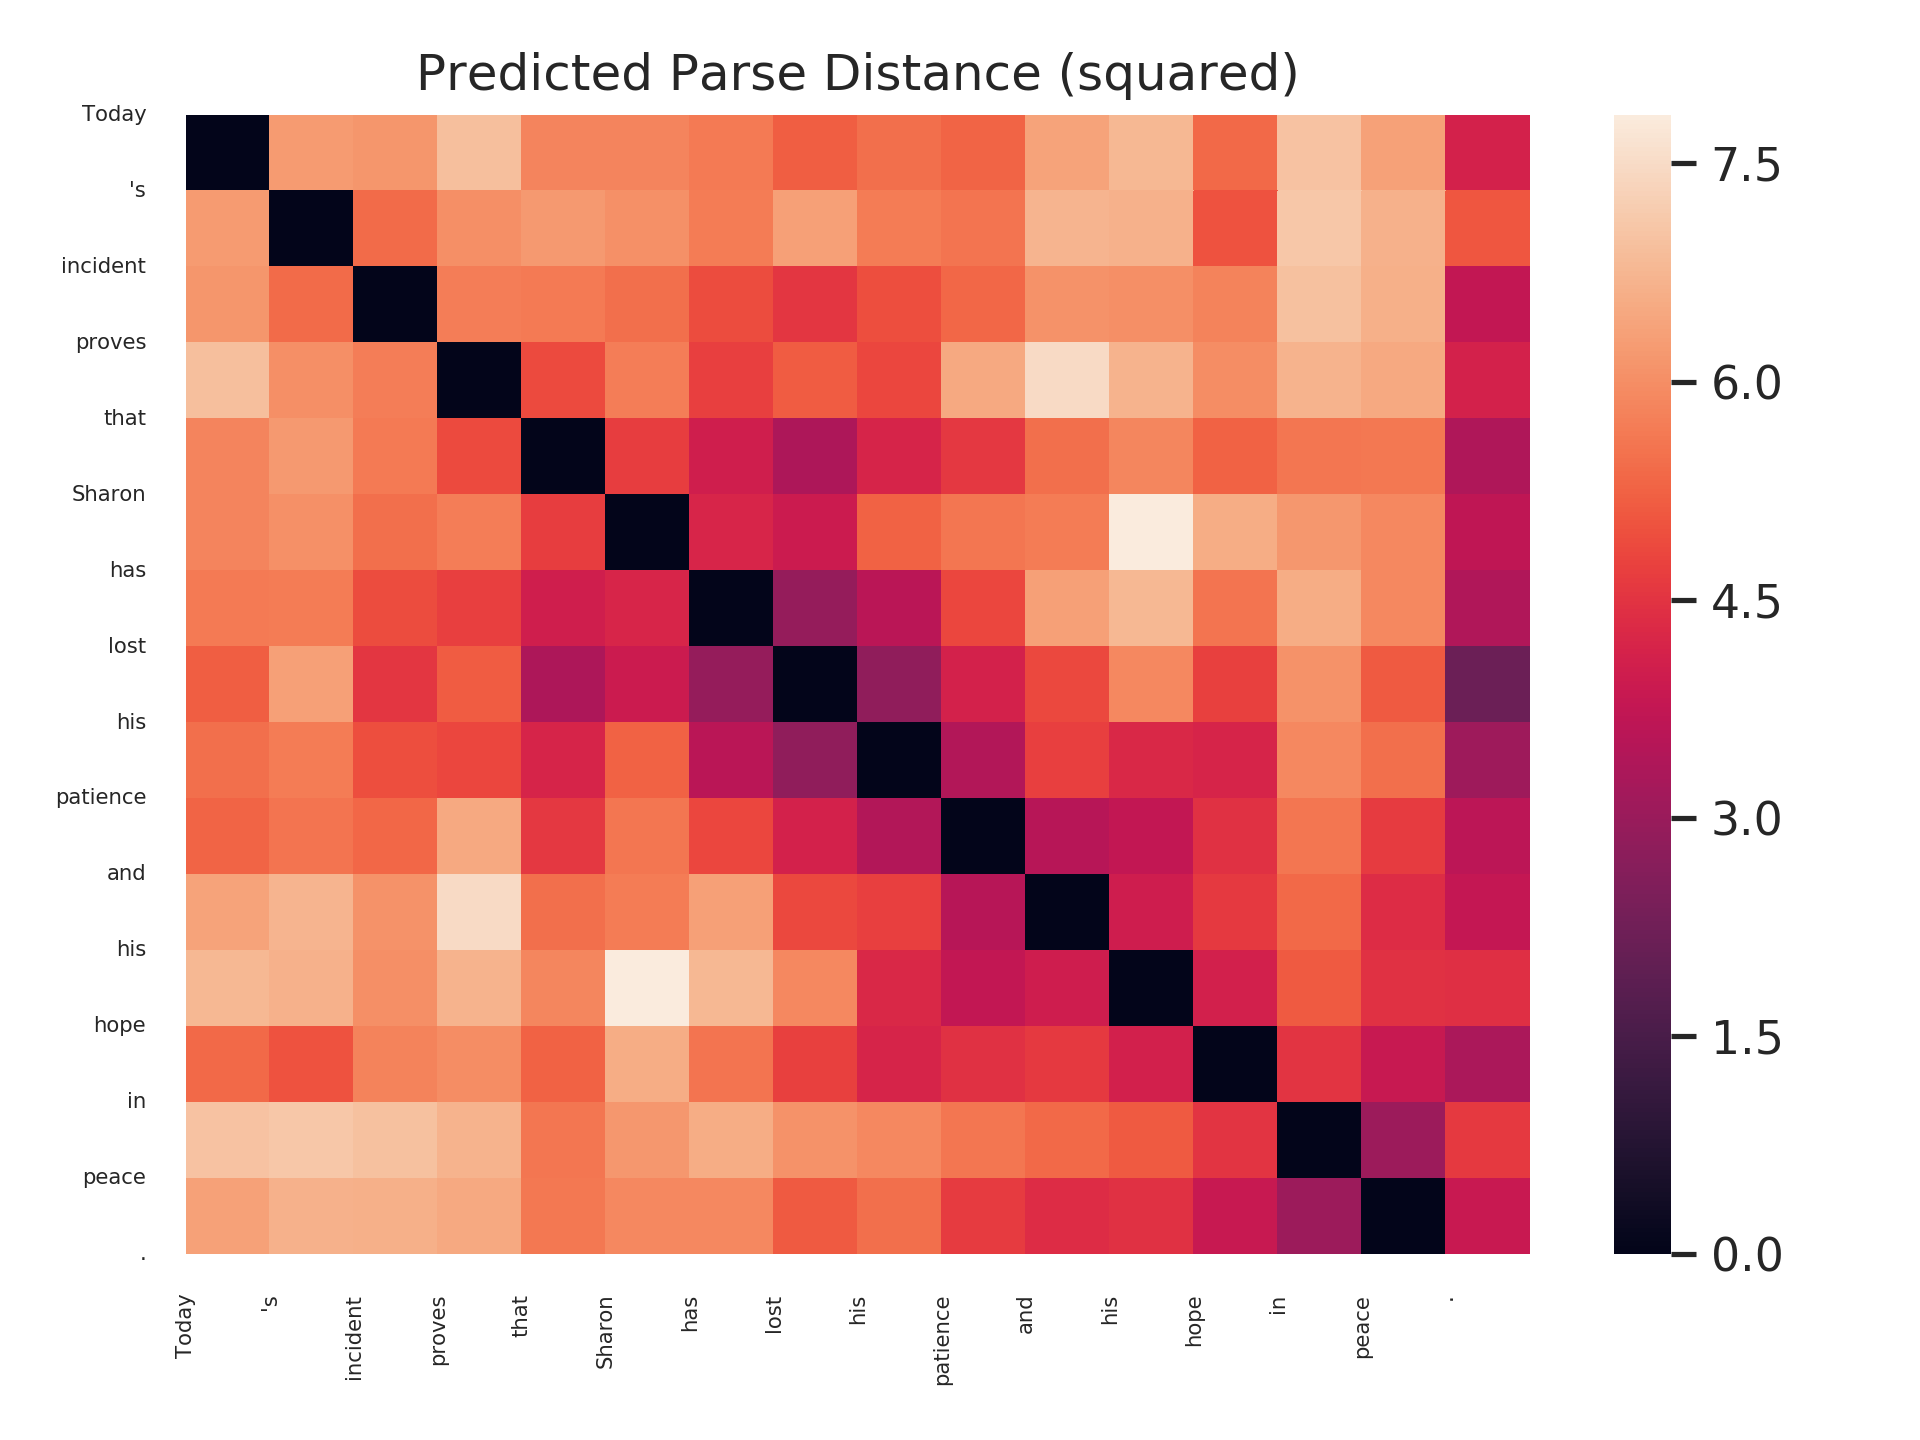 Predicted Parse Distance (squared)
Today
's
incident
proves
that
Sharon
has
lost
his
patience
and
his
hope
in
peace
.
Today
's
incident
proves
that
Sharon
has
lost
his
patience
and
his
hope
in
peace
.
7.5
6.0
4.5
3.0
1.5
0.0